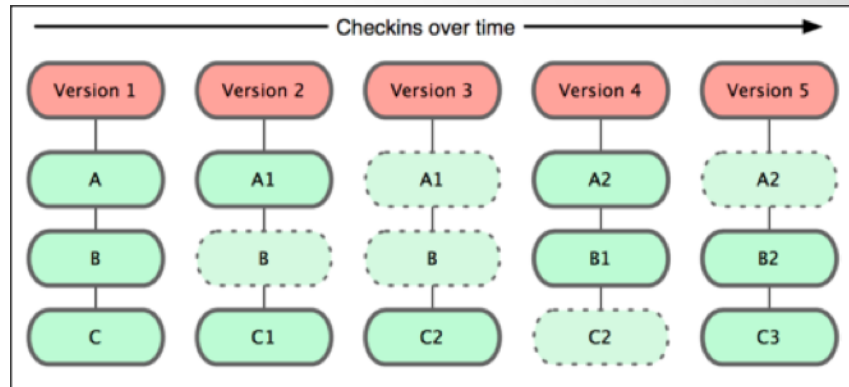 Checkins over time
Version 1 Version 2 Version 3 Version 4 Version 5
A A1 A1 A2 A2
B B B B1 B2
C C1 C2 C2 C3